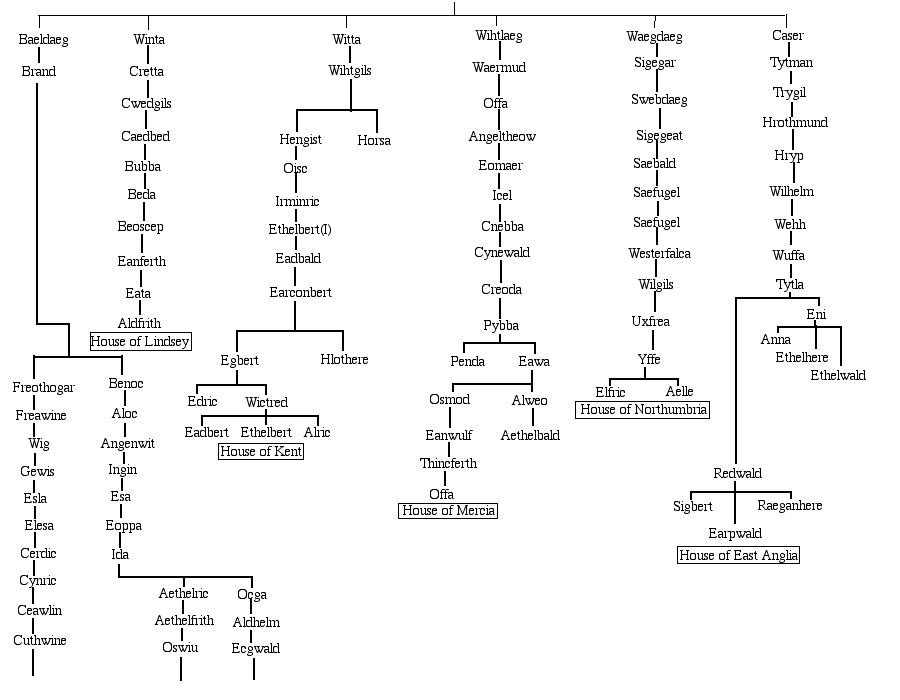 Baeldaeg
Brand
Freothogar
Freawine
Wig
Gewis
Esla
Elesa
Cerdic
Cynric
Ceawlin
Cuthwine
Benoc
Aloc
Angenwit
Ingin
Esa
Eoppa
Ida
Aethelric
Aethelfrith
Oswiu
Ocga
Aldhelm
Ecgwald
Winta
Cretta
Cwedgils
Caedbed
Bubba
Beda
Beoscep
Eanferth
Eata
Aldfrith
House of Lindsey
Witta
Wihtgils
Hengist
Horsa
Oisc
Irminric
Ethelbert(I)
Eadbald
Earconbert
Egbert
Hlothere
Edric
Wictred
Eadbert
Ethelbert
Alric
House of Kent
Wihtlaeg
Waermud
Offa
Angeltheow
Eomaer
Icel
Cnebba
Cynewald
Creoda
Pybba
Penda
Eawa
Osmod
Alweo
Eanwulf
Aethelbald
Thincferth
Offa
House of Mercia
Waegdaeg
Sigegar
Swebdaeg
Sigegeat
Saebald
Saefugel
Saefugel
Westerfalca
Wilgils
Uxfrea
Yffe
Elfric
Aelle
House of Northumbria
Caser
Tytman
Trygil
Hrothmund
Hryp
Wilhelm
Wehh
Wuffa
Tytla
Eni
Anna
Ethelhere
Ethelwald
Redwald
Sigbert
Raeganhere
Earpwald
House of East Anglia